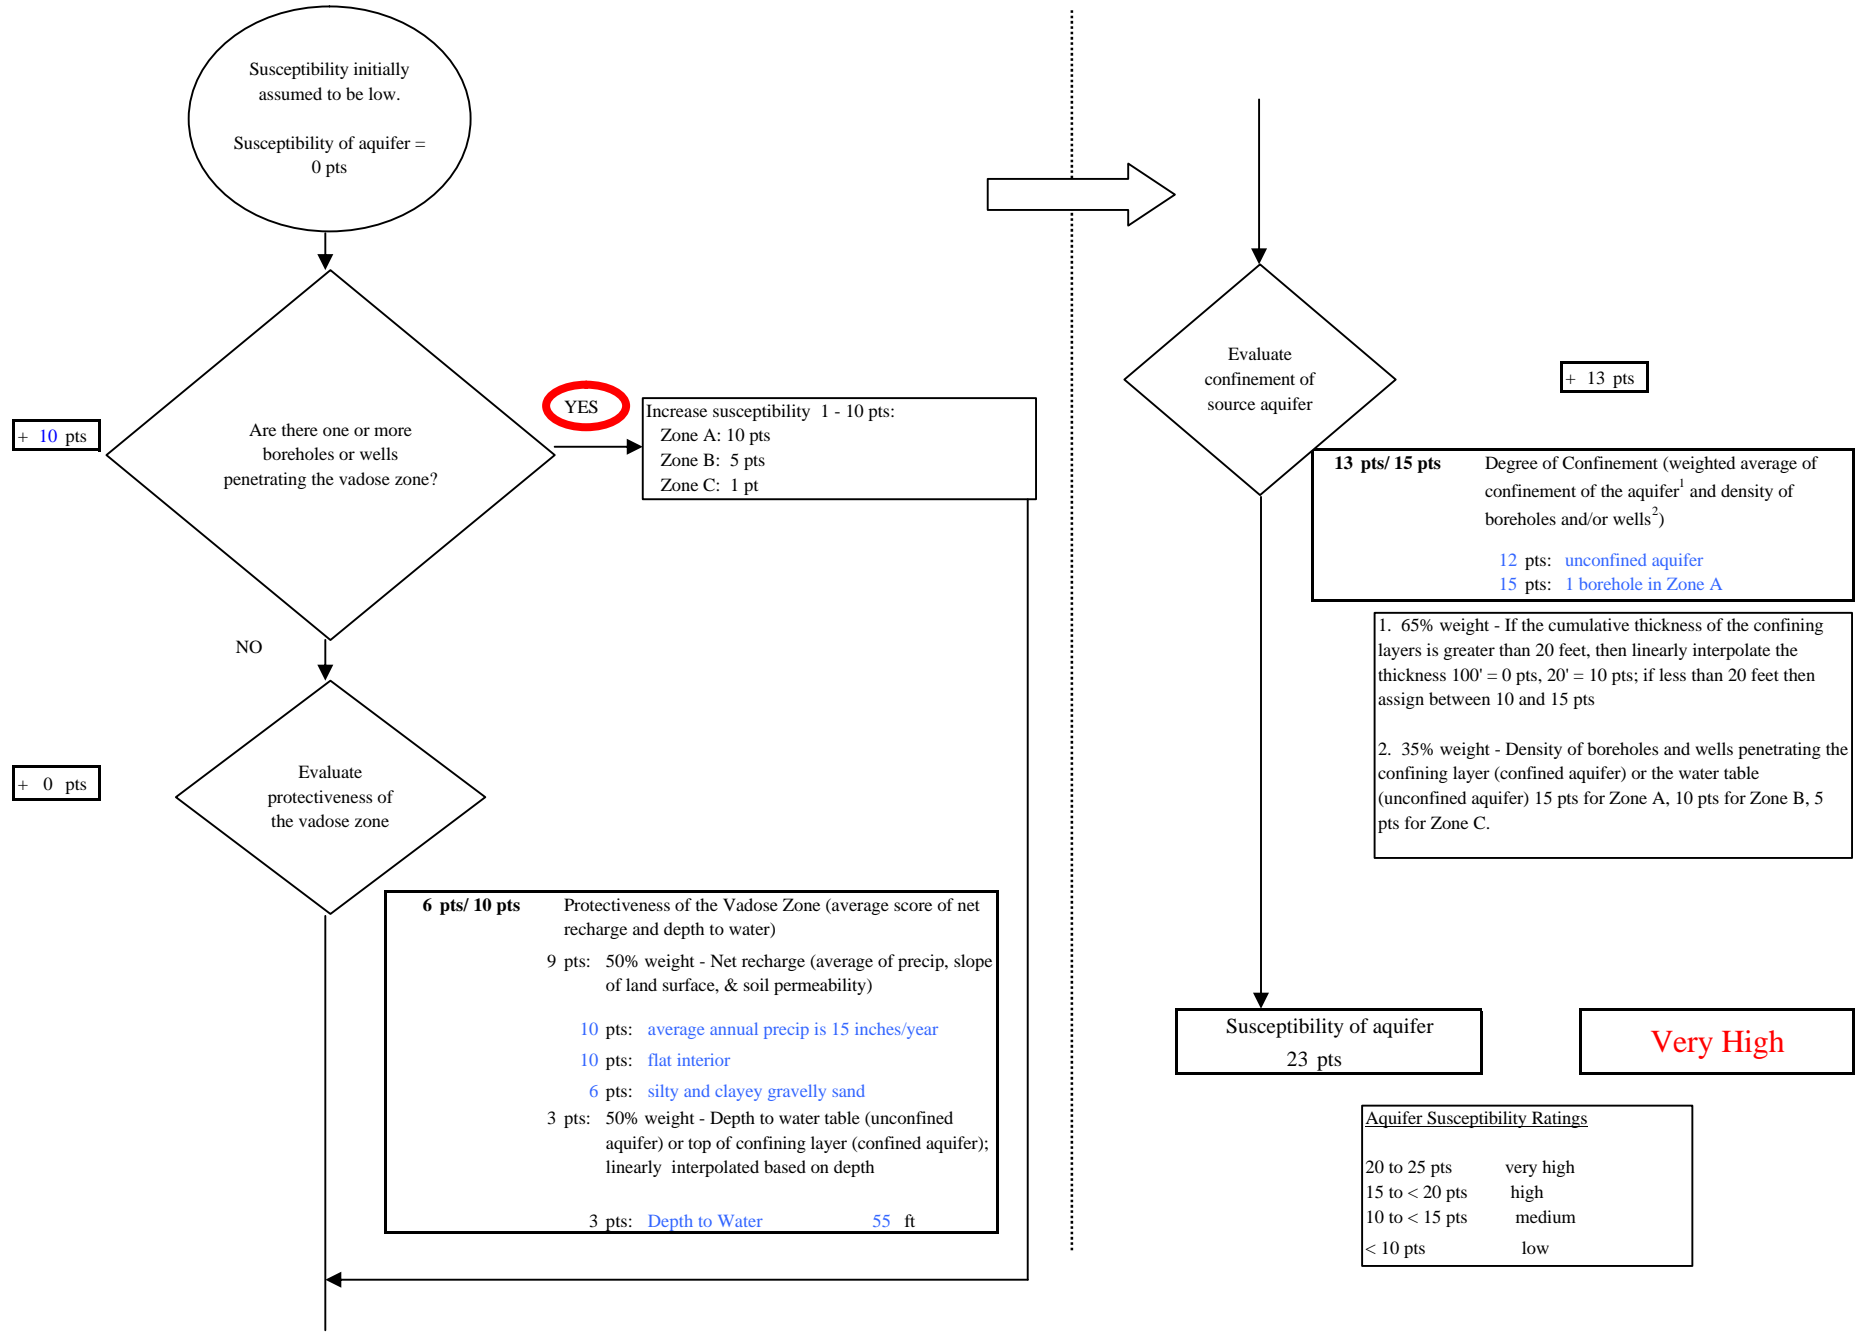 Susceptibility initially
assumed to be low.
Susceptibility of aquifer =
0 pts
+ 10 pts
Are there one or more
boreholes or wells
penetrating the vadose zone?
YES
Increase susceptibility 1 - 10 pts:
Zone A: 10 pts
Zone B: 5 pts
Zone C: 1 pt
NO
+ 0 pts
Evaluate
protectiveness of
the vadose zone
6 pts/ 10 pts Protectiveness of the Vadose Zone (average score of net
recharge and depth to water)
9 pts: 50% weight - Net recharge (average of precip, slope
of land surface, & soil permeability)
10 pts: average annual precip is 15 inches/year
10 pts: flat interior
6 pts: silty and clayey gravelly sand
3 pts: 50% weight - Depth to water table (unconfined
aquifer) or top of confining layer (confined aquifer);
linearly interpolated based on depth
3 pts: Depth to Water 55 ft
Evaluate
confinement of
source aquifer
+ 13 pts
13 pts/ 15 pts Degree of Confinement (weighted average of
confinement of the aquifer1 and density of
boreholes and/or wells2)
12 pts: unconfined aquifer
15 pts: 1 borehole in Zone A
1. 65% weight - If the cumulative thickness of the confining
layers is greater than 20 feet, then linearly interpolate the
thickness 100' = 0 pts, 20' = 10 pts; if less than 20 feet then
assign between 10 and 15 pts
2. 35% weight - Density of boreholes and wells penetrating the
confining layer (confined aquifer) or the water table
(unconfined aquifer) 15 pts for Zone A, 10 pts for Zone B, 5
pts for Zone C.
Susceptibility of aquifer
23 pts
Very High
Aquifer Susceptibility Ratings
20 to 25 pts very high
15 to < 20 pts high
10 to < 15 pts medium
< 10 pts low